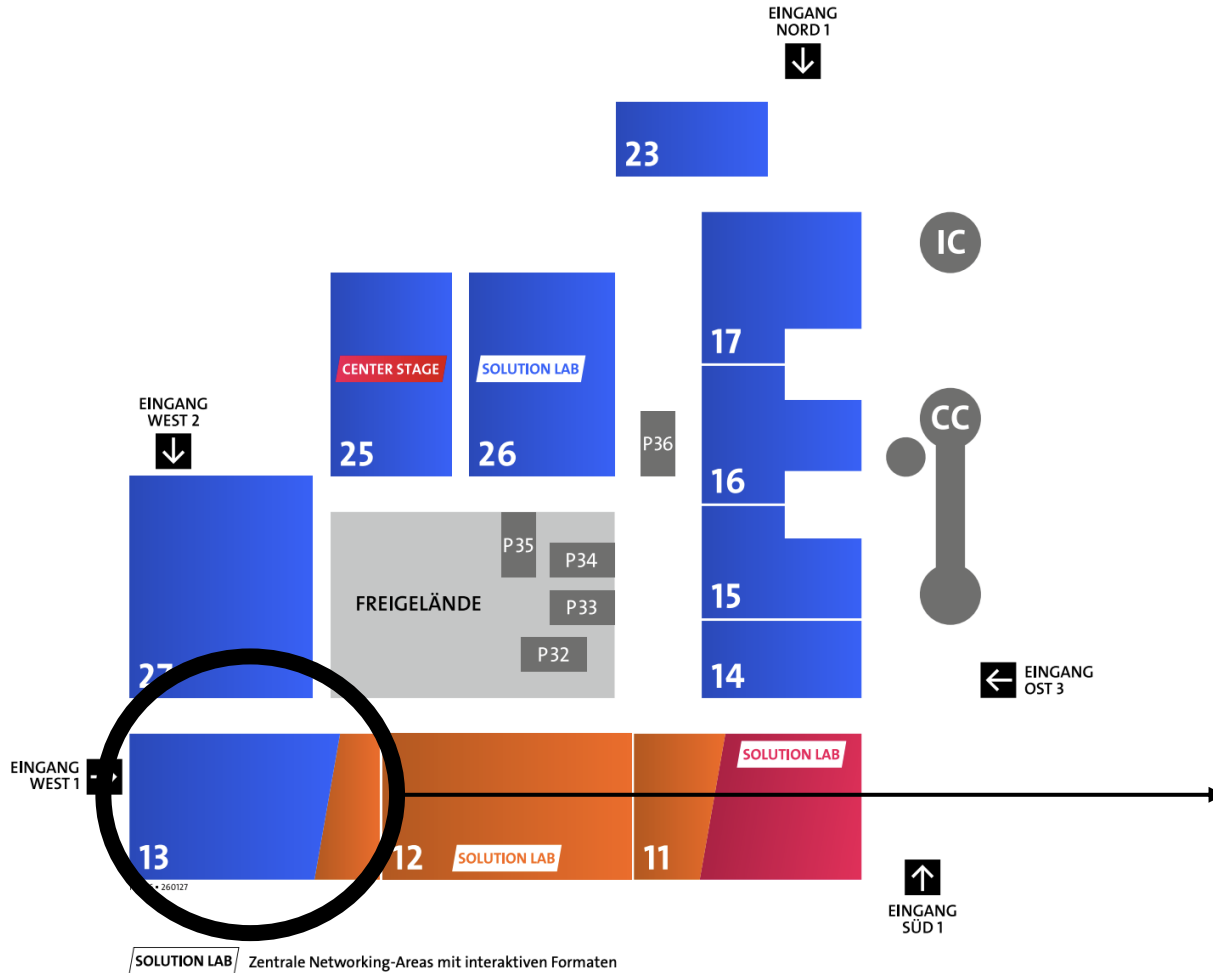 EINGANG
NORD 1
23
IC
17
CENTER STAGE
SOLUTION LAB
EINGANG
WEST 2
CC
25
26
P36
16
P35
P34
FREIGELÄNDE
P33
15
P32
27
14
EINGANG
OST 3
SOLUTION LAB
EINGANG
WEST 1
13
12
SOLUTION LAB
11
• 260127
EINGANG
SÜD 1
SOLUTION LAB Zentrale Networking-Areas mit interaktiven Formaten